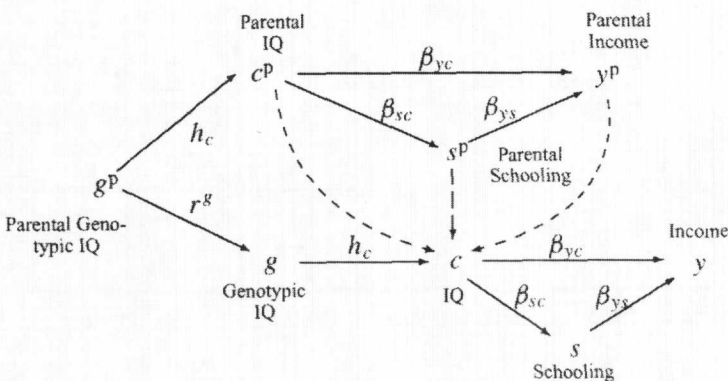 Parental
IQ
c^p
β_yc
Parental
Income
y^p
h_c
β_sc
β_ys
s^p
Parental
Schooling
g^p
Parental Geno-
typic IQ
r^g
g
Genotypic
IQ
h_c
c
IQ
β_yc
Income
y
β_sc
β_ys
s
Schooling